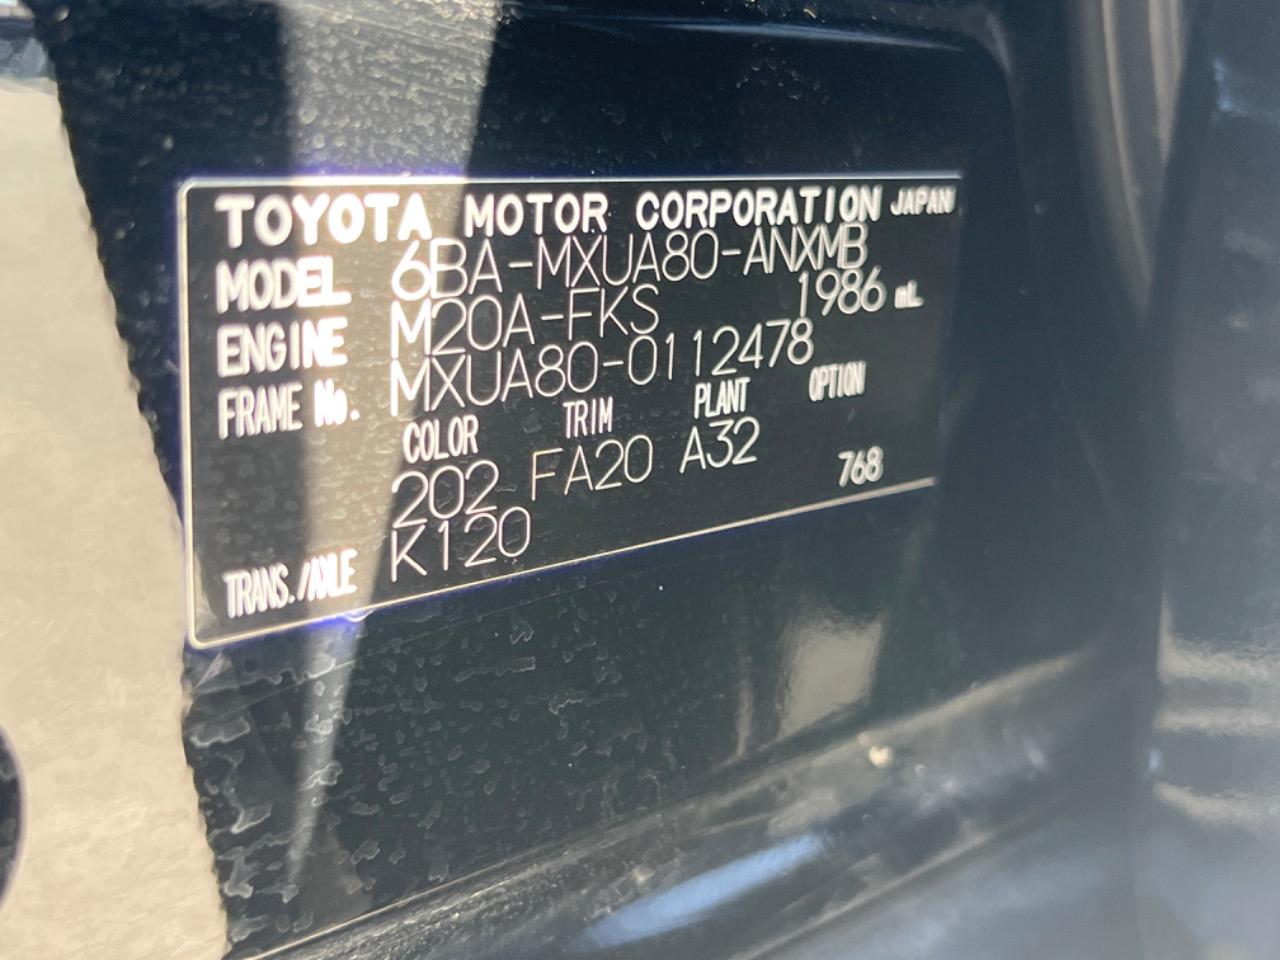 TOYOTA MOTOR CORPORATION JAPAN
MODEL 6BA-MXUA80-ANXMB
ENGINE M20A-FKS 1986 mL
FRAME No. MXUA80-0112478
COLOR TRIM PLANT OPTION
202 FA20 A32 768
TRANS./AXLE K120